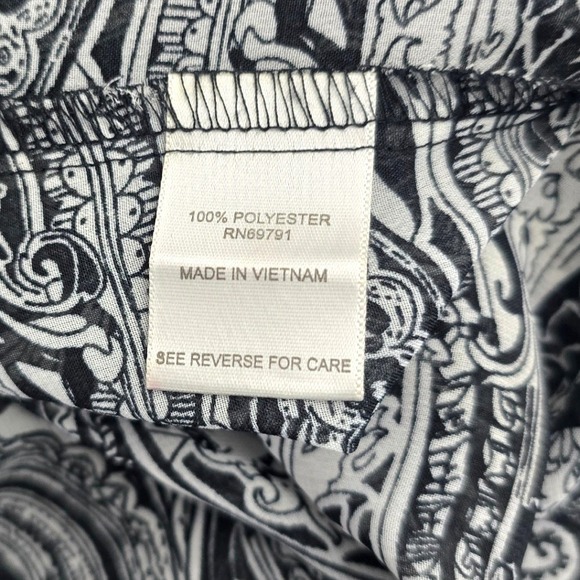 100% POLYESTER
RN69791
MADE IN VIETNAM
SEE REVERSE FOR CARE